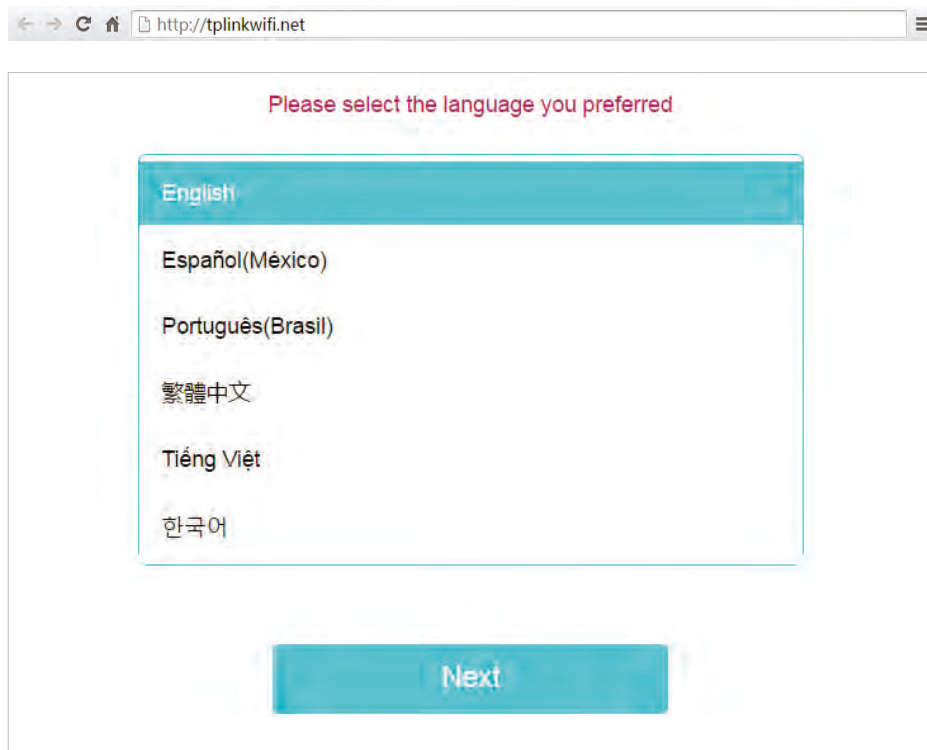 http://tplinkwifi.net
Please select the language you preferred
English
Español(México)
Português(Brasil)
繁體中文
Tiếng Việt
한국어
Next